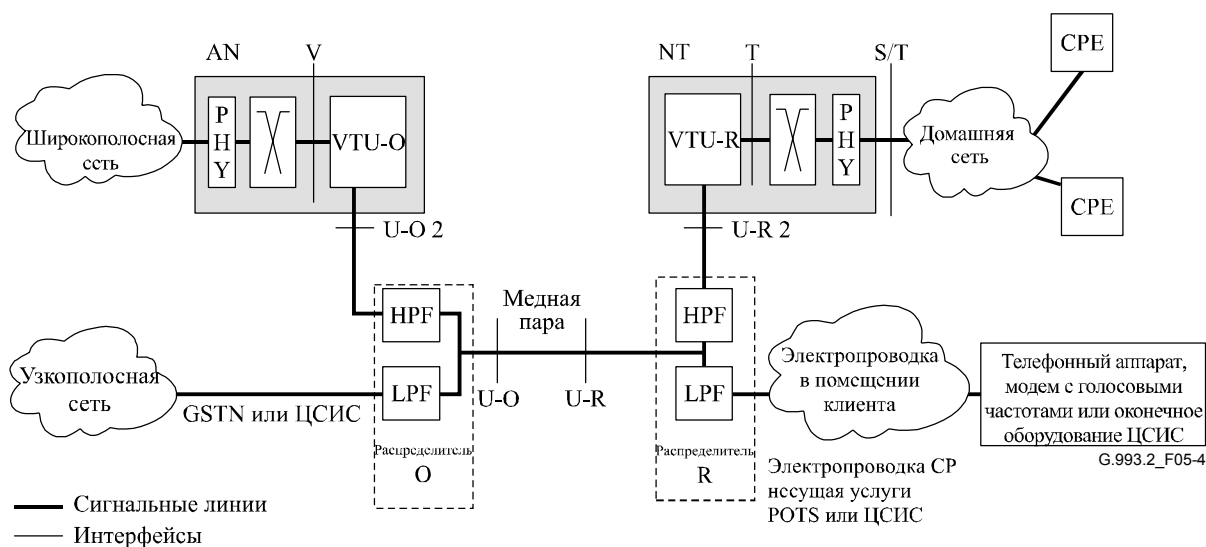 AN
V
NT
T
S/T
CPE
Широкополосная
сеть
P
H
Y
VTU-O
VTU-R
P
H
Y
Домашняя
сеть
CPE
U-O 2
U-R 2
Узкополосная
сеть
GSTN или ЦСИС
HPF
LPF
Распределитель
O
Медная
пара
U-O
U-R
HPF
LPF
Распределитель
R
Электропроводка
в помещении
клиента
Телефонный аппарат,
модем с голосовыми
частотами или оконечное
оборудование ЦСИС
G.993.2_F05-4
Электропроводка CP
несущая услуги
POTS или ЦСИС
Сигнальные линии
Интерфейсы